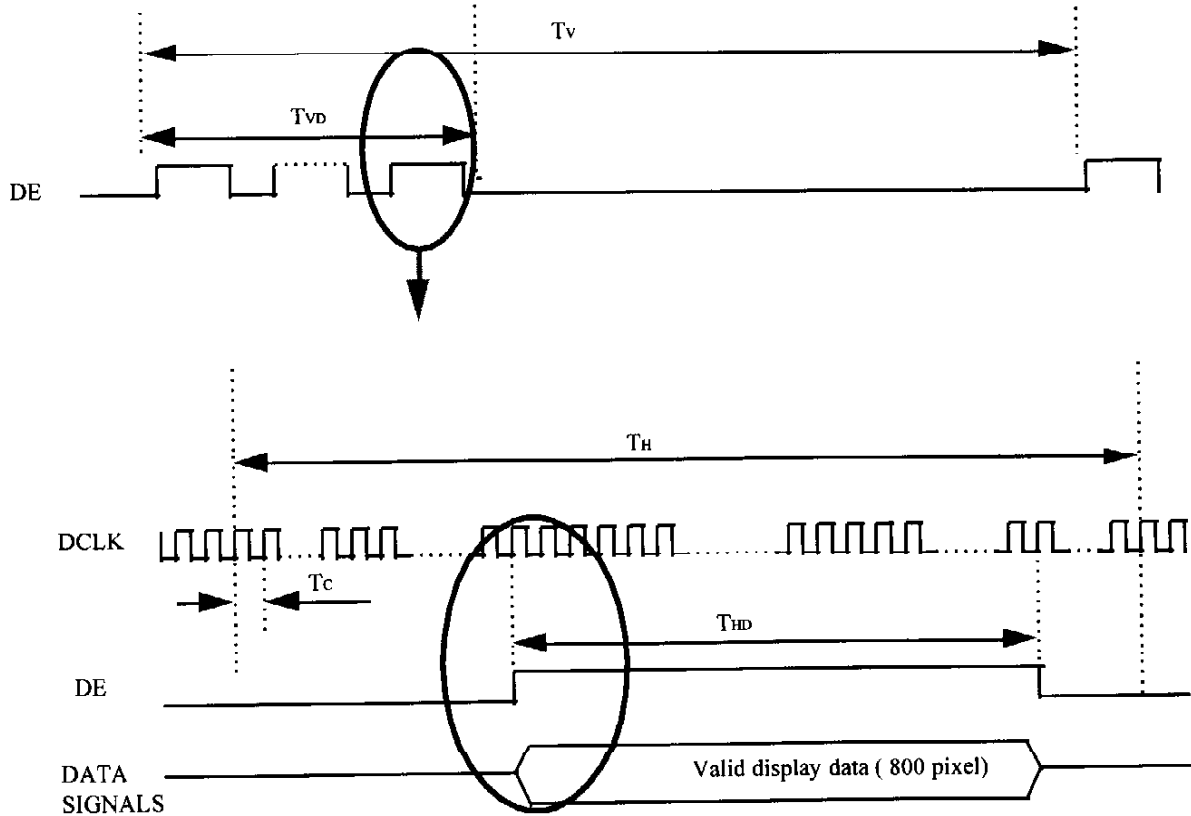 TV
TVD
DE
TH
DCLK
TC
THD
DE
Valid display data ( 800 pixel)
DATA
SIGNALS